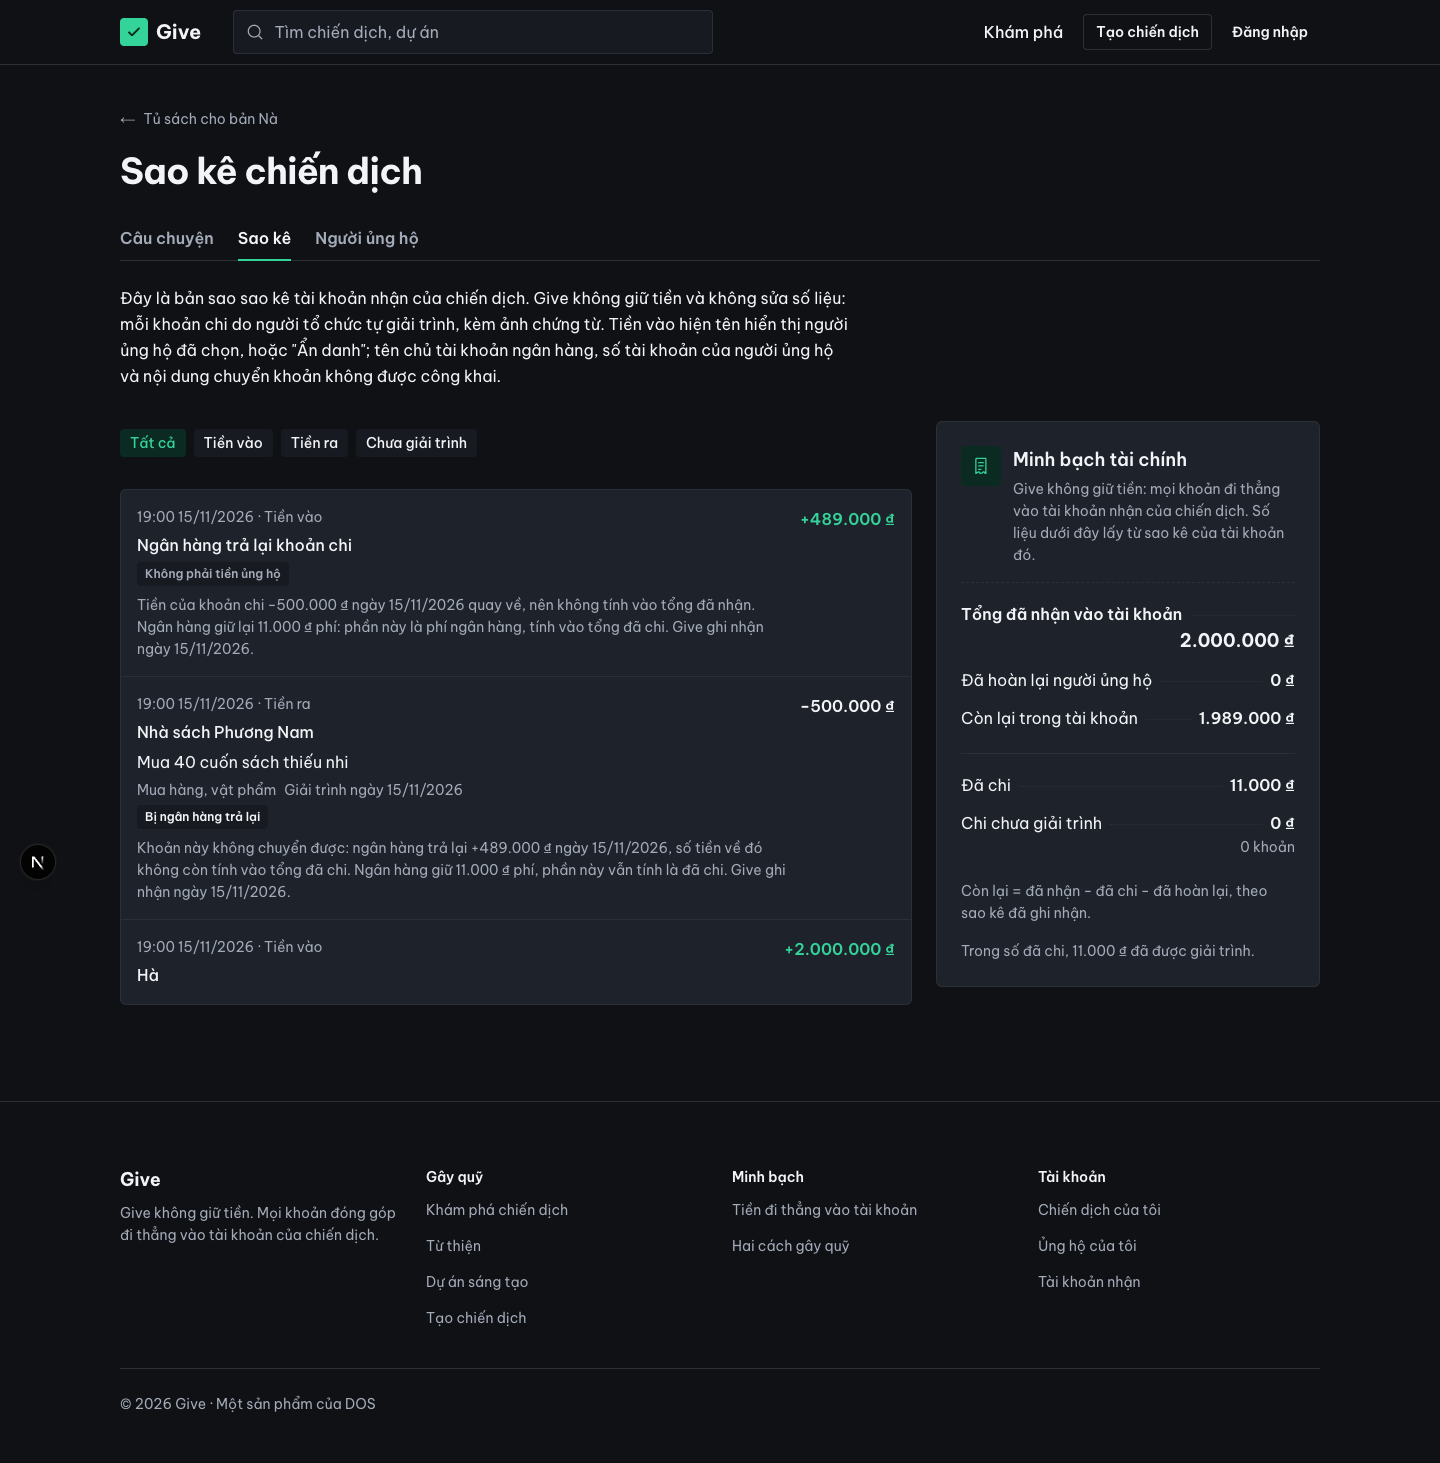 Give
Tìm chiến dịch, dự án
Khám phá
Tạo chiến dịch
Đăng nhập
← Tủ sách cho bản Nà
Sao kê chiến dịch
Câu chuyện
Sao kê
Người ủng hộ
Đây là bản sao sao kê tài khoản nhận của chiến dịch. Give không giữ tiền và không sửa số liệu:
mỗi khoản chi do người tổ chức tự giải trình, kèm ảnh chứng từ. Tiền vào hiện tên hiển thị người
ủng hộ đã chọn, hoặc "Ẩn danh"; tên chủ tài khoản ngân hàng, số tài khoản của người ủng hộ
và nội dung chuyển khoản không được công khai.
Tất cả
Tiền vào
Tiền ra
Chưa giải trình
19:00 15/11/2026 · Tiền vào
+489.000 ₫
Ngân hàng trả lại khoản chi
Không phải tiền ủng hộ
Tiền của khoản chi -500.000 ₫ ngày 15/11/2026 quay về, nên không tính vào tổng đã nhận.
Ngân hàng giữ lại 11.000 ₫ phí: phần này là phí ngân hàng, tính vào tổng đã chi. Give ghi nhận
ngày 15/11/2026.
19:00 15/11/2026 · Tiền ra
-500.000 ₫
Nhà sách Phương Nam
Mua 40 cuốn sách thiếu nhi
Mua hàng, vật phẩm Giải trình ngày 15/11/2026
Bị ngân hàng trả lại
Khoản này không chuyển được: ngân hàng trả lại +489.000 ₫ ngày 15/11/2026, số tiền về đó
không còn tính vào tổng đã chi. Ngân hàng giữ 11.000 ₫ phí, phần này vẫn tính là đã chi. Give ghi
nhận ngày 15/11/2026.
19:00 15/11/2026 · Tiền vào
+2.000.000 ₫
Hà
Minh bạch tài chính
Give không giữ tiền: mọi khoản đi thẳng
vào tài khoản nhận của chiến dịch. Số
liệu dưới đây lấy từ sao kê của tài khoản
đó.
Tổng đã nhận vào tài khoản
2.000.000 ₫
Đã hoàn lại người ủng hộ 0 ₫
Còn lại trong tài khoản 1.989.000 ₫
Đã chi 11.000 ₫
Chi chưa giải trình 0 ₫
0 khoản
Còn lại = đã nhận - đã chi - đã hoàn lại, theo
sao kê đã ghi nhận.
Trong số đã chi, 11.000 ₫ đã được giải trình.
N
Give
Give không giữ tiền. Mọi khoản đóng góp
đi thẳng vào tài khoản của chiến dịch.
Gây quỹ
Khám phá chiến dịch
Từ thiện
Dự án sáng tạo
Tạo chiến dịch
Minh bạch
Tiền đi thẳng vào tài khoản
Hai cách gây quỹ
Tài khoản
Chiến dịch của tôi
Ủng hộ của tôi
Tài khoản nhận
© 2026 Give · Một sản phẩm của DOS